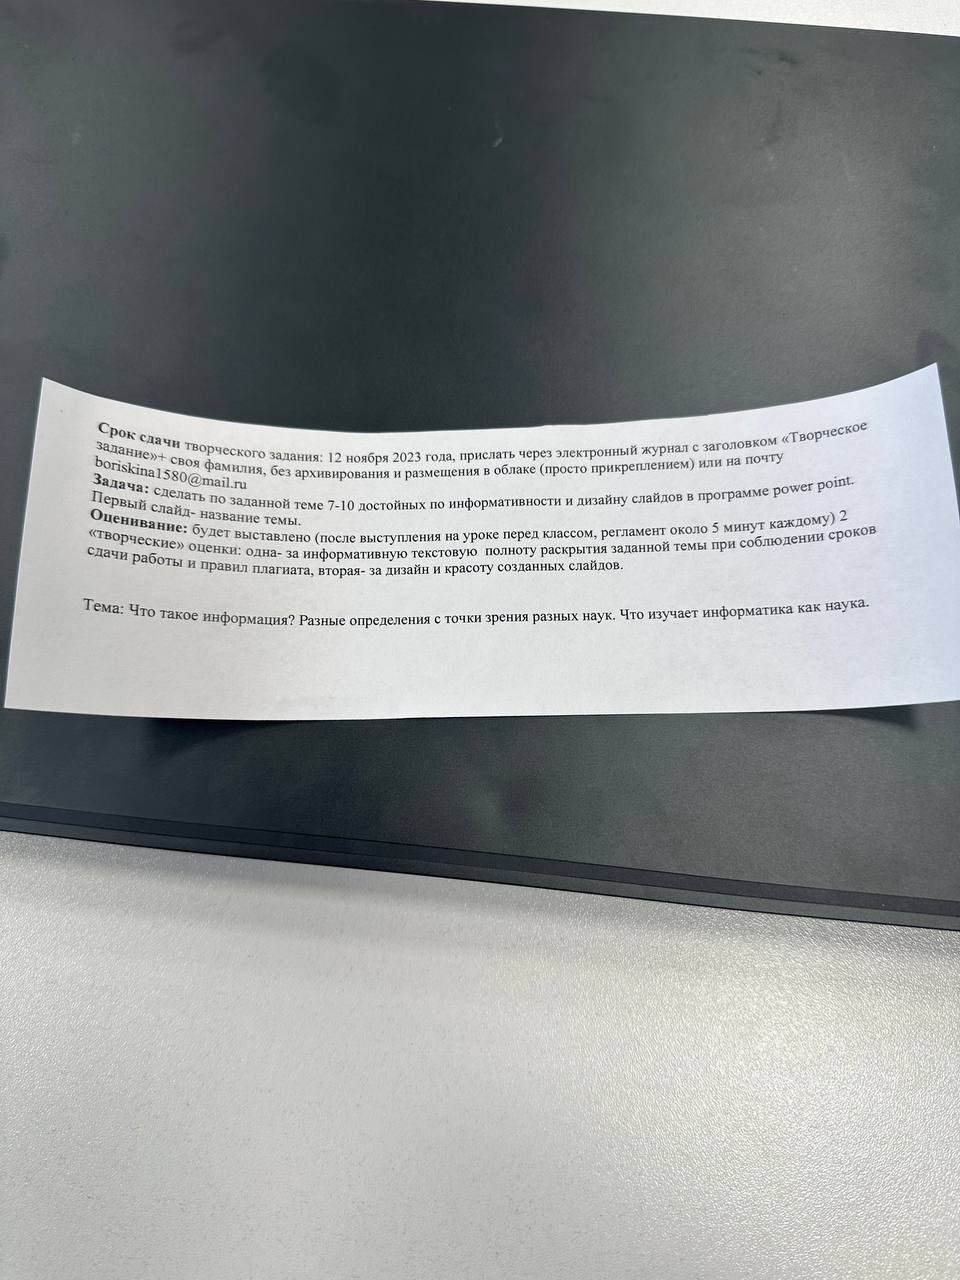 Срок сдачи творческого задания: 12 ноября 2023 года, прислать через электронный журнал с заголовком «Творческое
задание»+ своя фамилия, без архивирования и размещения в облаке (просто прикреплением) или на почту
boriskina1580@mail.ru
Задача: сделать по заданной теме 7-10 достойных по информативности и дизайну слайдов в программе power point.
Первый слайд- название темы.
Оценивание: будет выставлено (после выступления на уроке перед классом, регламент около 5 минут каждому) 2
«творческие» оценки: одна- за информативную текстовую полноту раскрытия заданной темы при соблюдении сроков
сдачи работы и правил плагиата, вторая- за дизайн и красоту созданных слайдов.
Тема: Что такое информация? Разные определения с точки зрения разных наук. Что изучает информатика как наука.